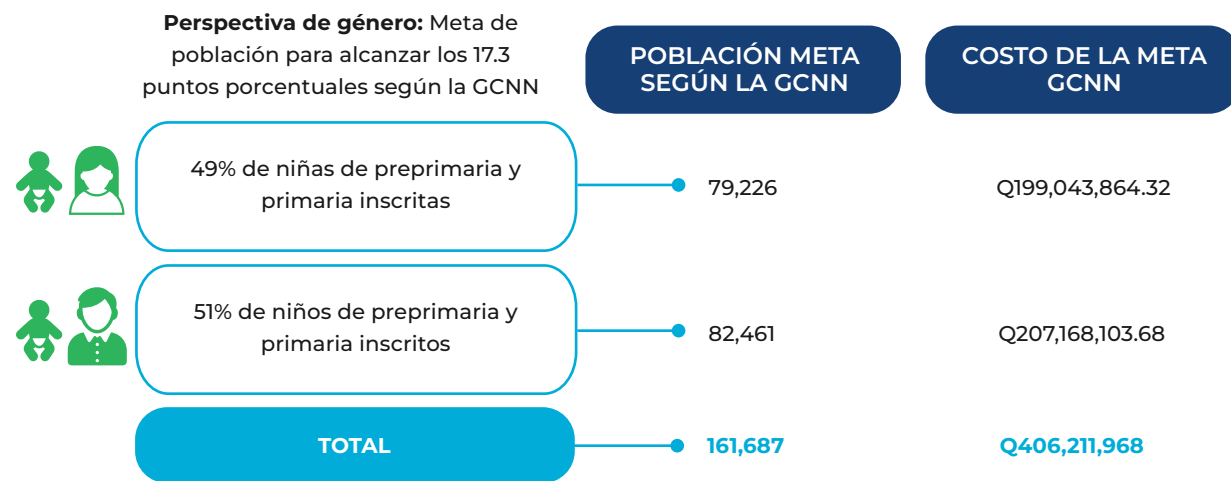 Perspectiva de género: Meta de
población para alcanzar los 17.3
puntos porcentuales según la GCNN
POBLACIÓN META
SEGÚN LA GCNN
COSTO DE LA META
GCNN
49% de niñas de preprimaria y
primaria inscritas
79,226
Q199,043,864.32
51% de niños de preprimaria y
primaria inscritos
82,461
Q207,168,103.68
TOTAL
161,687
Q406,211,968